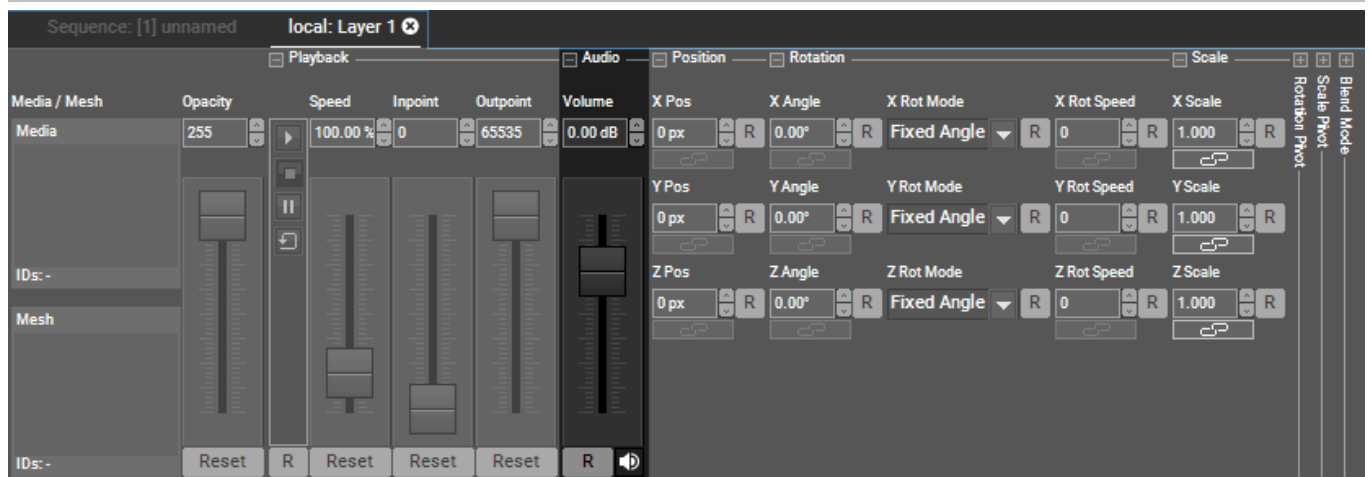 Sequence: [1] unnamed local: Layer 1
Playback Audio Position Rotation Scale
Media / Mesh Opacity Speed Inpoint Outpoint Volume X Pos X Angle X Rot Mode X Rot Speed X Scale
Media 255 100.00 % 0 65535 0.00 dB 0 px R 0.00° R Fixed Angle R 0 R 1.000 R
Y Pos Y Angle Y Rot Mode Y Rot Speed Y Scale
0 px R 0.00° R Fixed Angle R 0 R 1.000 R
IDs: - Z Pos Z Angle Z Rot Mode Z Rot Speed Z Scale
Mesh 0 px R 0.00° R Fixed Angle R 0 R 1.000 R
IDs: - Reset R Reset Reset Reset R
Rotation Pivot
Scale Pivot
Blend Mode